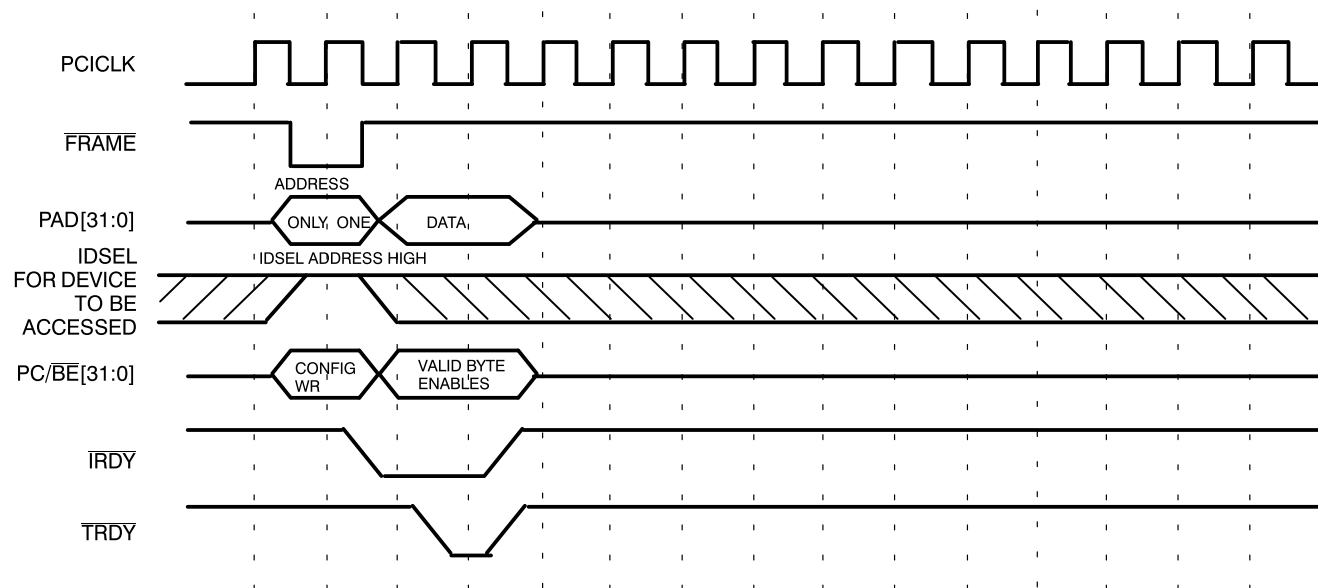 PCICLK
FRAME
ADDRESS
PAD[31:0]
ONLY ONE
DATA
IDSEL
FOR DEVICE
TO BE
ACCESSED
IDSEL ADDRESS HIGH
PC/BE[31:0]
CONFIG
WR
VALID BYTE
ENABLES
IRDY
TRDY